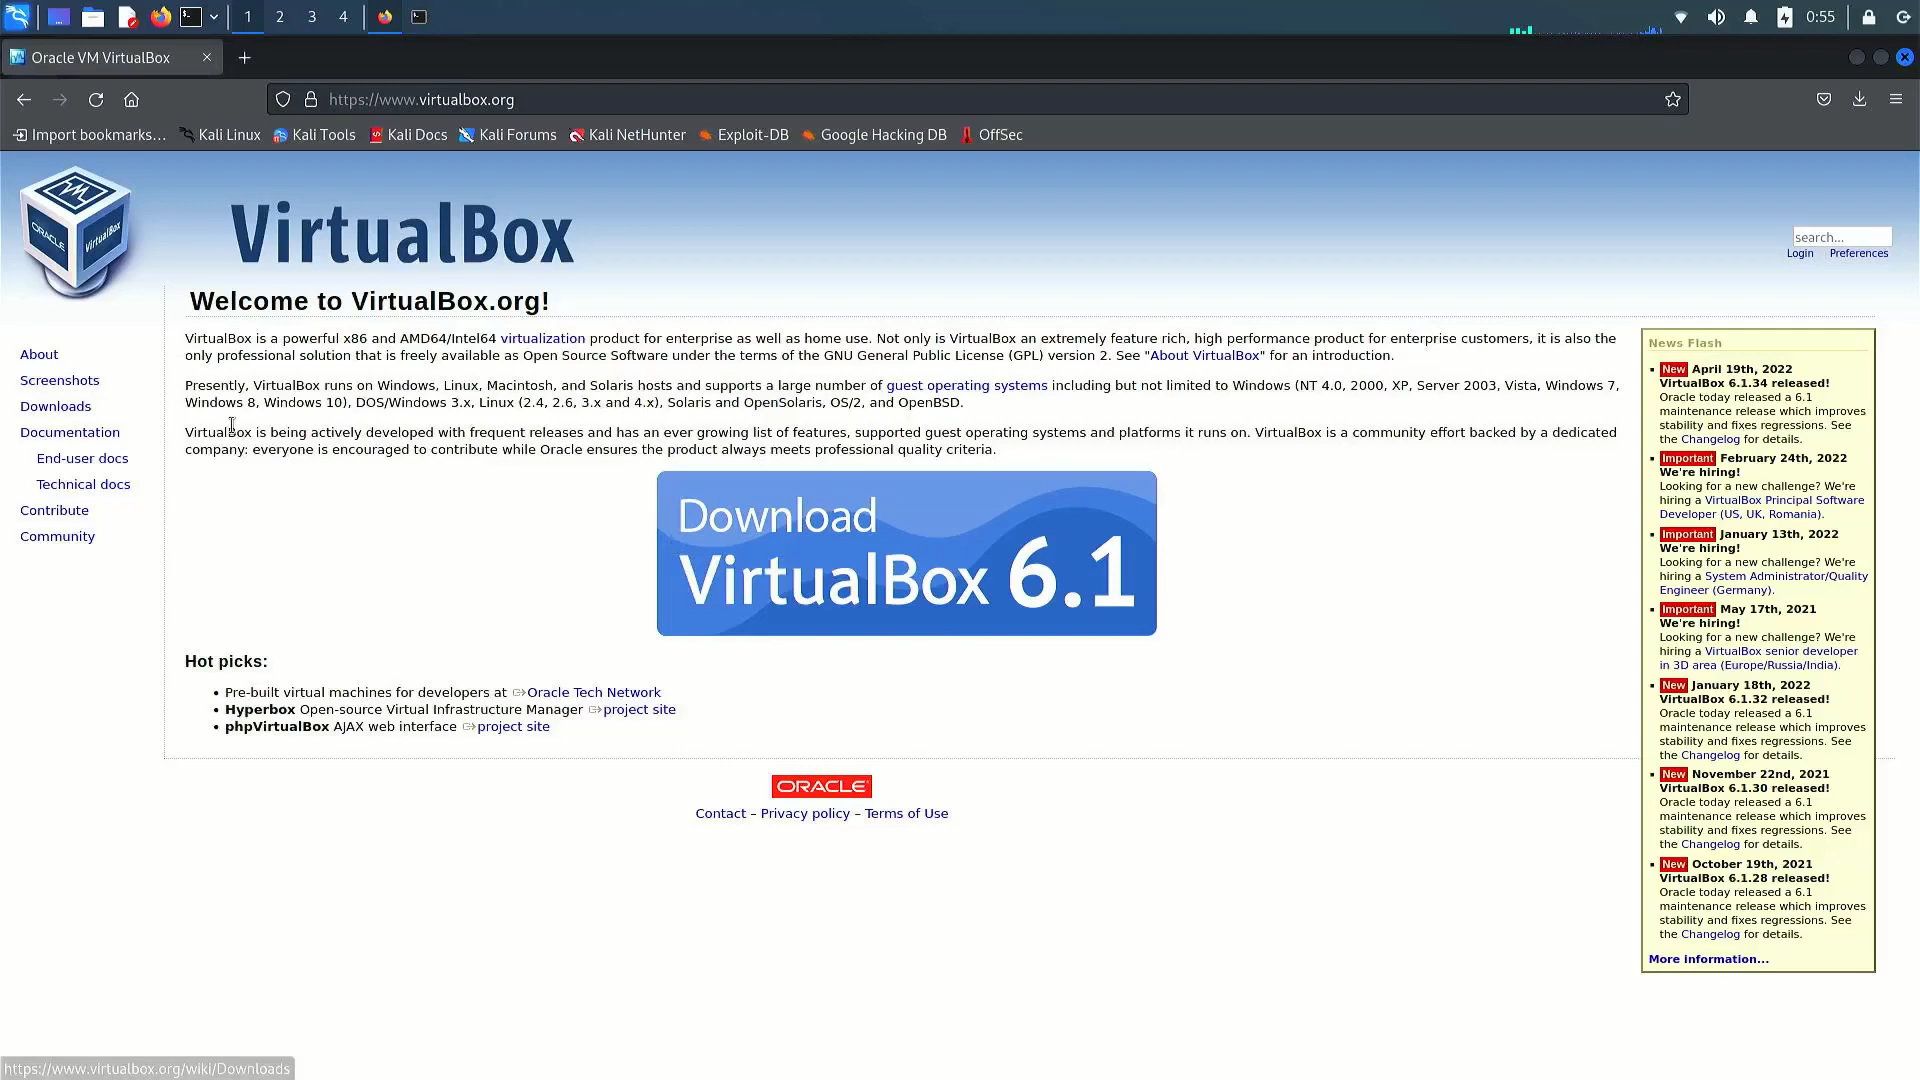 1 2 3 4 0:55
Oracle VM VirtualBox
https://www.virtualbox.org
Import bookmarks... Kali Linux Kali Tools Kali Docs Kali Forums Kali NetHunter Exploit-DB Google Hacking DB OffSec
ORACLE VirtualBox
VirtualBox
search...
Login Preferences
About
Screenshots
Downloads
Documentation
End-user docs
Technical docs
Contribute
Community
Welcome to VirtualBox.org!
VirtualBox is a powerful x86 and AMD64/Intel64 virtualization product for enterprise as well as home use. Not only is VirtualBox an extremely feature rich, high performance product for enterprise customers, it is also the
only professional solution that is freely available as Open Source Software under the terms of the GNU General Public License (GPL) version 2. See "About VirtualBox" for an introduction.
Presently, VirtualBox runs on Windows, Linux, Macintosh, and Solaris hosts and supports a large number of guest operating systems including but not limited to Windows (NT 4.0, 2000, XP, Server 2003, Vista, Windows 7,
Windows 8, Windows 10), DOS/Windows 3.x, Linux (2.4, 2.6, 3.x and 4.x), Solaris and OpenSolaris, OS/2, and OpenBSD.
VirtualBox is being actively developed with frequent releases and has an ever growing list of features, supported guest operating systems and platforms it runs on. VirtualBox is a community effort backed by a dedicated
company: everyone is encouraged to contribute while Oracle ensures the product always meets professional quality criteria.
Download
VirtualBox 6.1
Hot picks:
• Pre-built virtual machines for developers at Oracle Tech Network
• Hyperbox Open-source Virtual Infrastructure Manager project site
• phpVirtualBox AJAX web interface project site
ORACLE
Contact – Privacy policy – Terms of Use
News Flash
New April 19th, 2022
VirtualBox 6.1.34 released!
Oracle today released a 6.1
maintenance release which improves
stability and fixes regressions. See
the Changelog for details.
Important February 24th, 2022
We're hiring!
Looking for a new challenge? We're
hiring a VirtualBox Principal Software
Developer (US, UK, Romania).
Important January 13th, 2022
We're hiring!
Looking for a new challenge? We're
hiring a System Administrator/Quality
Engineer (Germany).
Important May 17th, 2021
We're hiring!
Looking for a new challenge? We're
hiring a VirtualBox senior developer
in 3D area (Europe/Russia/India).
New January 18th, 2022
VirtualBox 6.1.32 released!
Oracle today released a 6.1
maintenance release which improves
stability and fixes regressions. See
the Changelog for details.
New November 22nd, 2021
VirtualBox 6.1.30 released!
Oracle today released a 6.1
maintenance release which improves
stability and fixes regressions. See
the Changelog for details.
New October 19th, 2021
VirtualBox 6.1.28 released!
Oracle today released a 6.1
maintenance release which improves
stability and fixes regressions. See
the Changelog for details.
More information...
https://www.virtualbox.org/wiki/Downloads